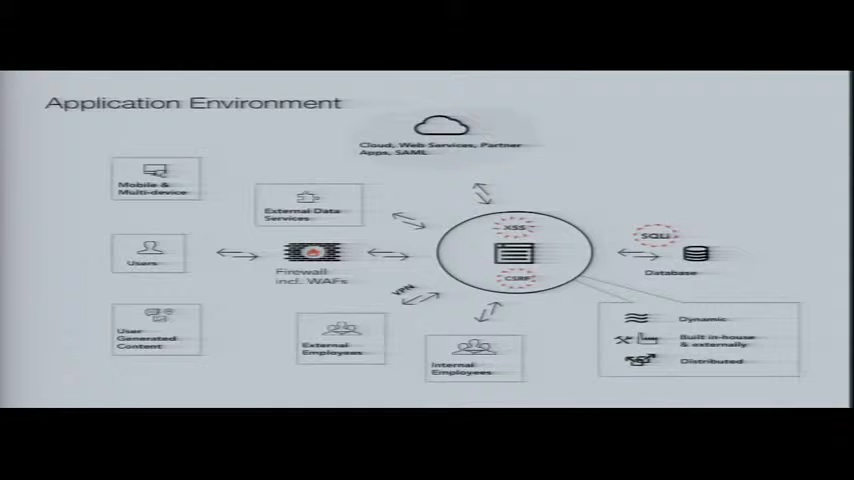 Application Environment
Cloud, Web Services, Partner
Apps, SAML
Mobile &
Multi-device
External Data
Services
XSS
SQLi
Users
Firewall
incl. WAFs
CSRF
Database
VPN
User
Generated
Content
External
Employees
Internal
Employees
Dynamic
Built in-house
& externally
Distributed